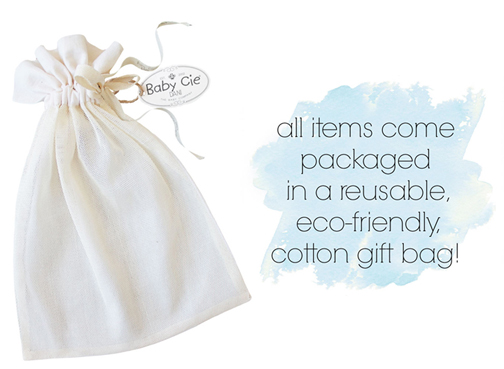 Baby Cie®
all items come
packaged
in a reusable,
eco-friendly,
cotton gift bag!